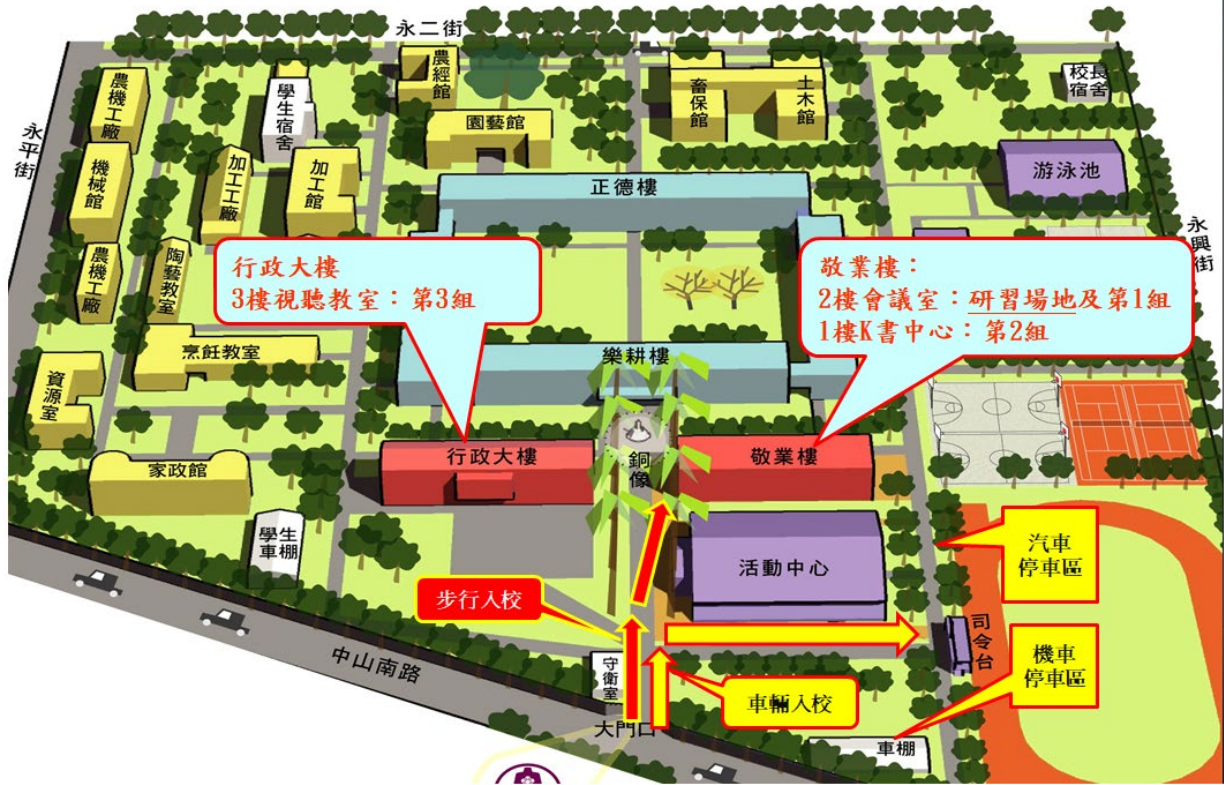 永二街
永平街
農機工廠
學生宿舍
農經館
園藝館
畜保館
土木館
校長宿舍
機械館
加工工廠
加工館
正德樓
游泳池
永興街
農機工廠
陶藝教室
行政大樓
3樓視聽教室：第3組
敬業樓：
2樓會議室：研習場地及第1組
1樓K書中心：第2組
烹飪教室
樂耕樓
資源室
家政館
行政大樓
銅像
敬業樓
學生
車棚
活動中心
汽車
停車區
步行入校
司令台
中山南路
守衛室
機車
停車區
車輛入校
大門口
車棚